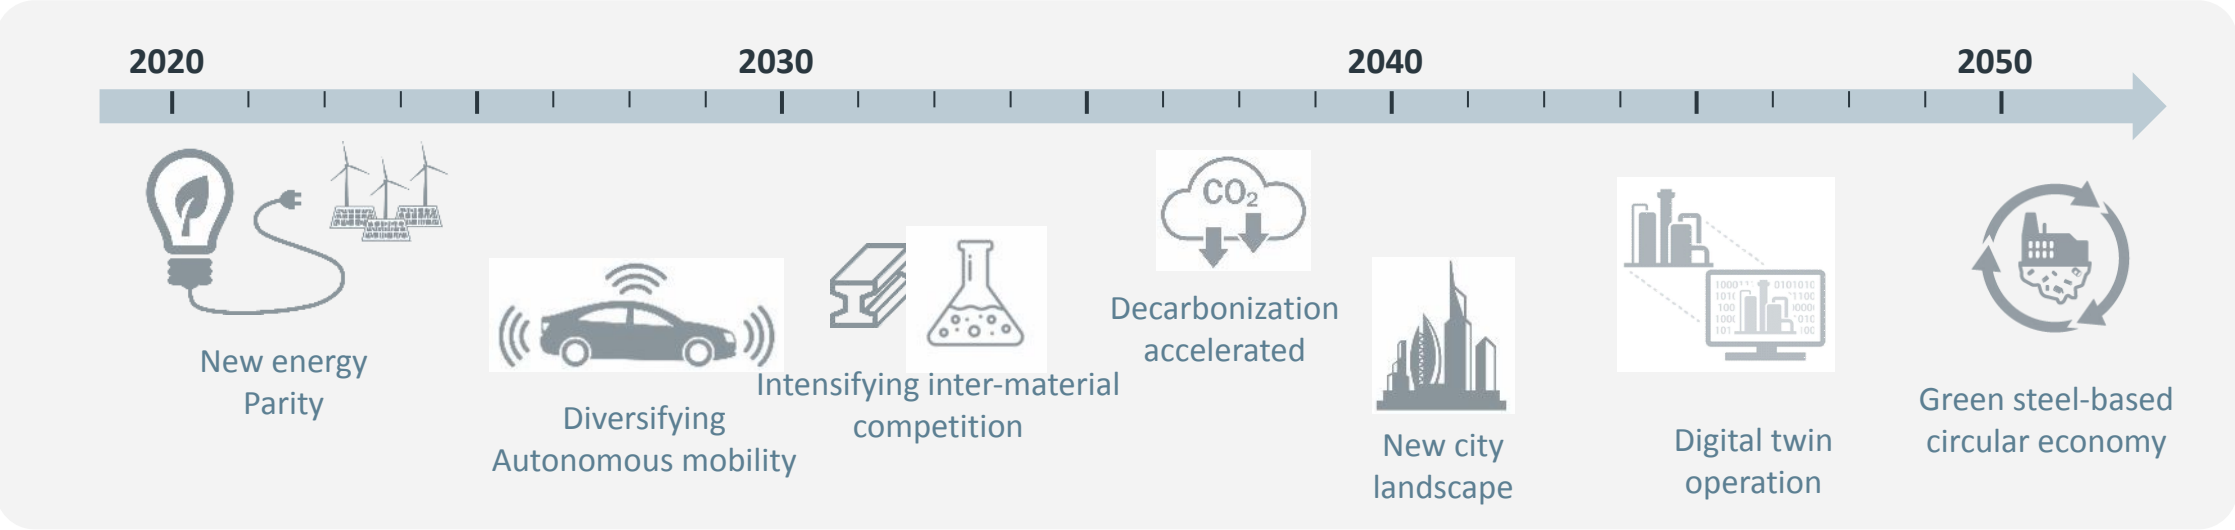 2020
2030
2040
2050
New energy
Parity
Diversifying
Autonomous mobility
Intensifying inter-material
competition
CO₂
Decarbonization
accelerated
New city
landscape
Digital twin
operation
Green steel-based
circular economy